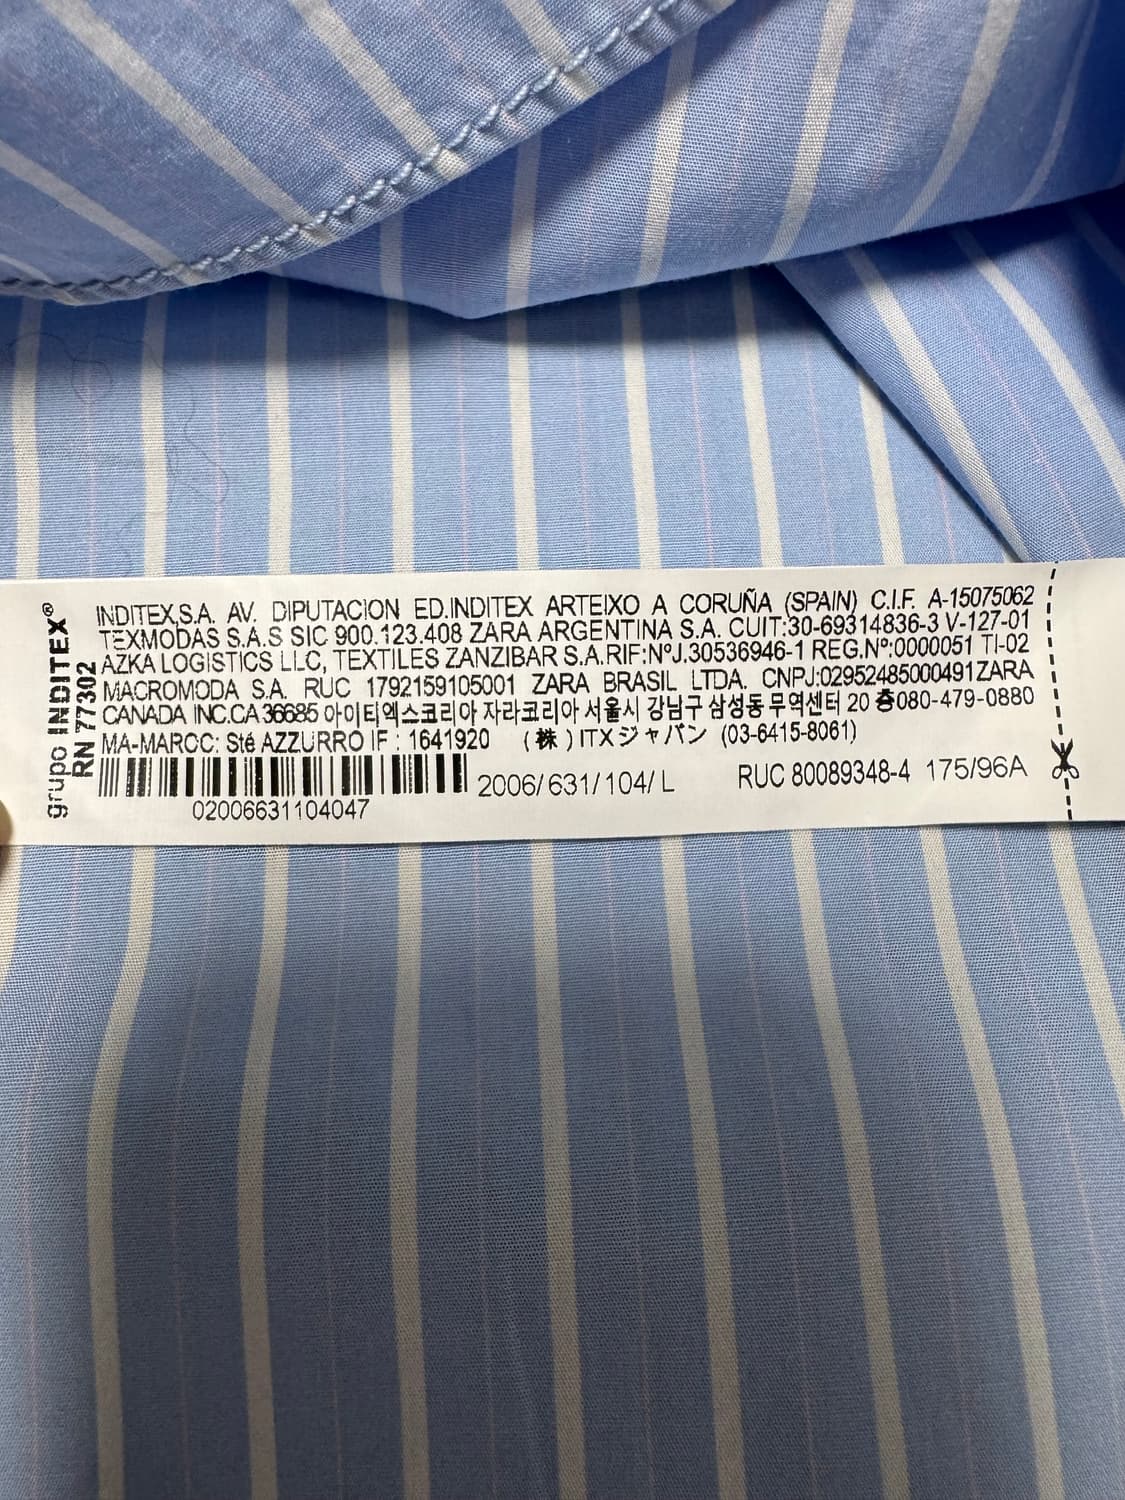 grupo INDITEX®
RN 77302
INDITEX,S.A. AV. DIPUTACION ED.INDITEX ARTEIXO A CORUÑA (SPAIN) C.I.F. A-15075062
TEXMODAS S.A.S SIC 900.123.408 ZARA ARGENTINA S.A. CUIT:30-69314836-3 V-127-01
AZKA LOGISTICS LLC, TEXTILES ZANZIBAR S.A.RIF:NºJ.30536946-1 REG.Nº:0000051 TI-02
MACROMODA S.A. RUC 1792159105001 ZARA BRASIL LTDA. CNPJ:02952485000491ZARA
CANADA INC.CA 36685 아이티엑스코리아 자라코리아 서울시 강남구 삼성동 무역센터 20 층080-479-0880
MA-MAROC: Sté AZZURRO IF : 1641920 (株)ITXジャパン (03-6415-8061)
2006/631/104/L RUC 80089348-4 175/96A
02006631104047